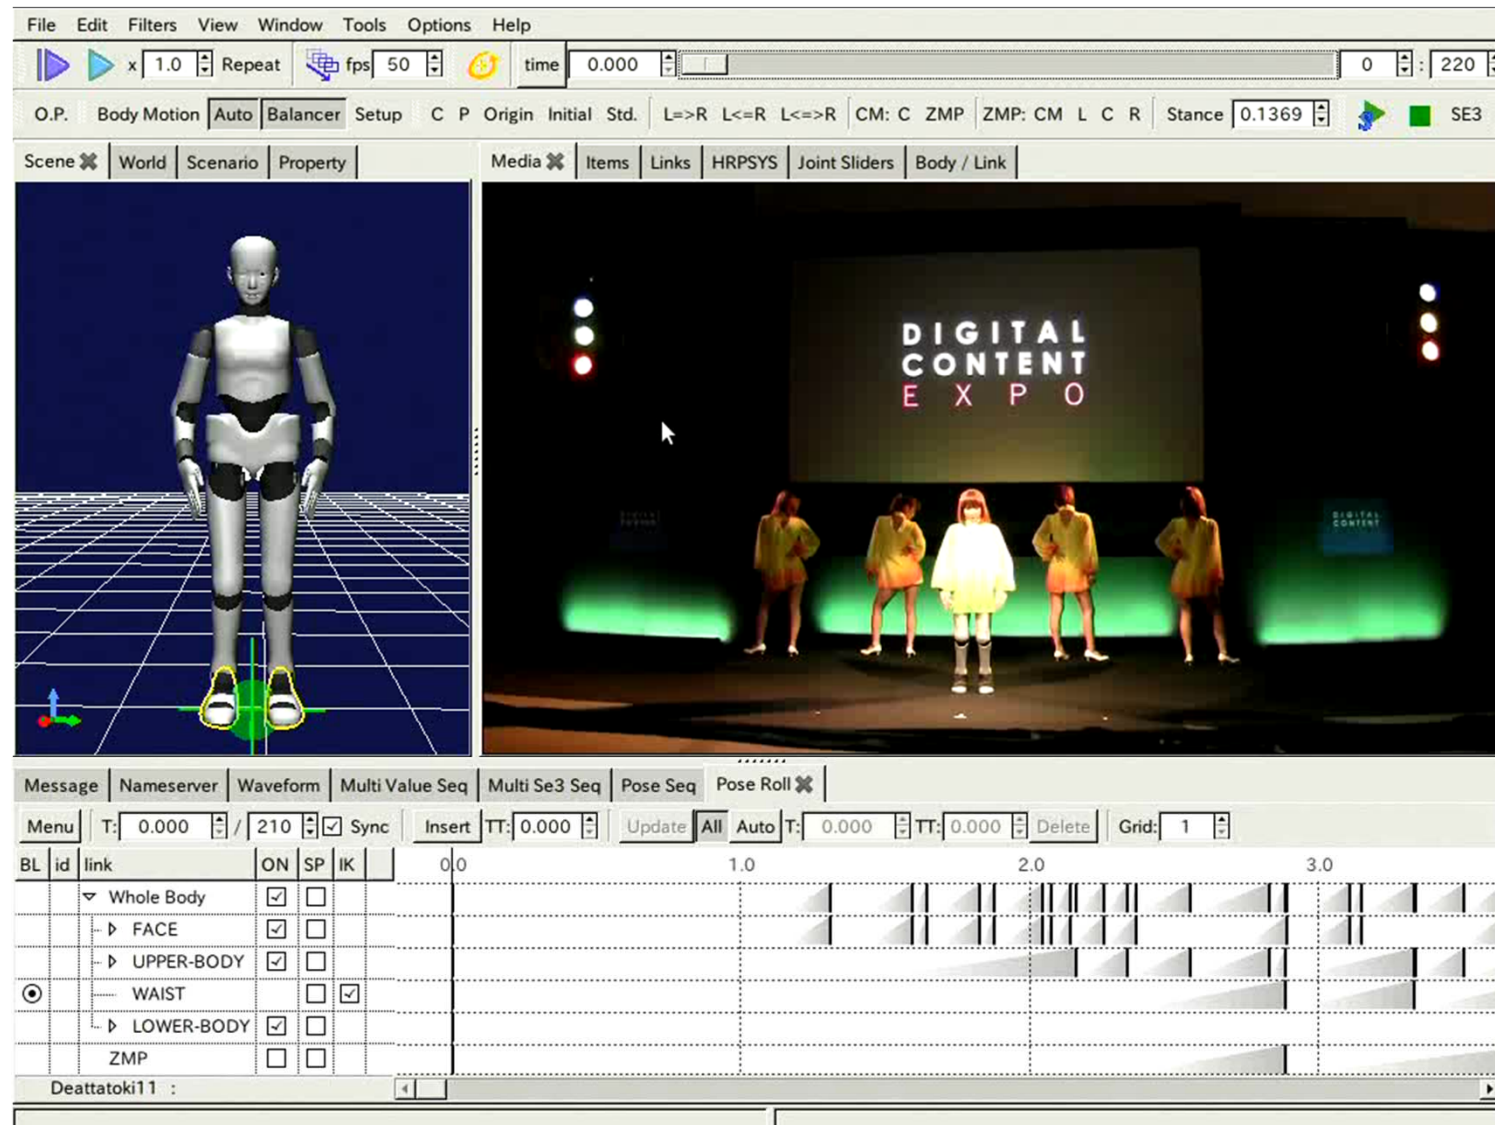 File Edit Filters View Window Tools Options Help
x 1.0 Repeat fps 50 time 0.000 0 : 220
O.P. Body Motion Auto Balancer Setup C P Origin Initial Std. L=>R L<=R L<=>R CM: C ZMP ZMP: CM L C R Stance 0.1369 SE3
Scene World Scenario Property Media Items Links HRPSYS Joint Sliders Body / Link
DIGITAL
CONTENT
EXPO
DIGITAL
CONTENT
Message Nameserver Waveform Multi Value Seq Multi Se3 Seq Pose Seq Pose Roll
Menu T: 0.000 / 210 Sync Insert TT: 0.000 Update All Auto T: 0.000 TT: 0.000 Delete Grid: 1
BL id link ON SP IK 0.0 1.0 2.0 3.0
Whole Body
FACE
UPPER-BODY
WAIST
LOWER-BODY
ZMP
Deattatoki11 :